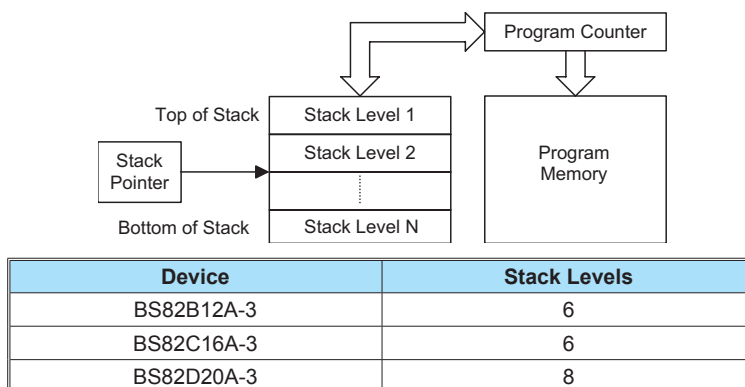 Program Counter
Top of Stack
Stack Level 1
Stack Level 2
Stack
Pointer
Program
Memory
Bottom of Stack
Stack Level N
Device Stack Levels
BS82B12A-3 6
BS82C16A-3 6
BS82D20A-3 8